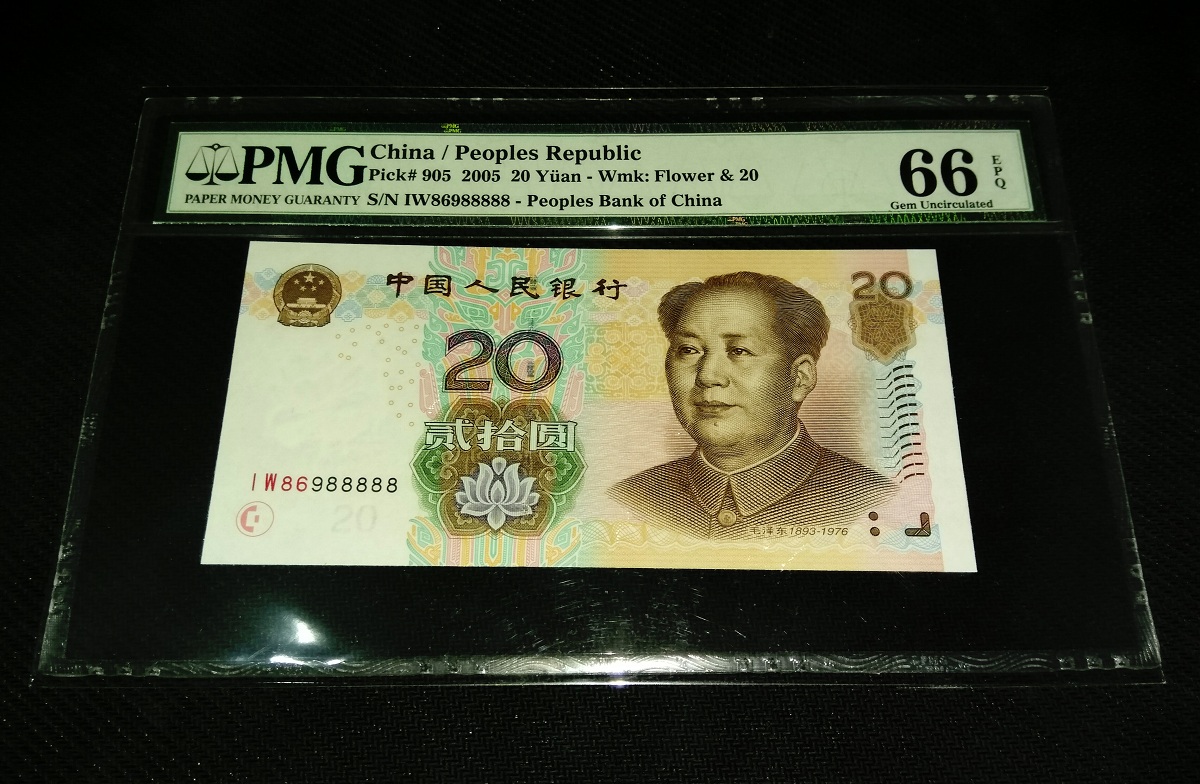 PMG
PAPER MONEY GUARANTY
China / Peoples Republic
Pick# 905 2005 20 Yüan - Wmk: Flower & 20
S/N IW86988888 - Peoples Bank of China
66
EPQ
Gem Uncirculated
中国人民银行
20
20
贰拾圆
IW86988888
20
毛泽东1893-1976